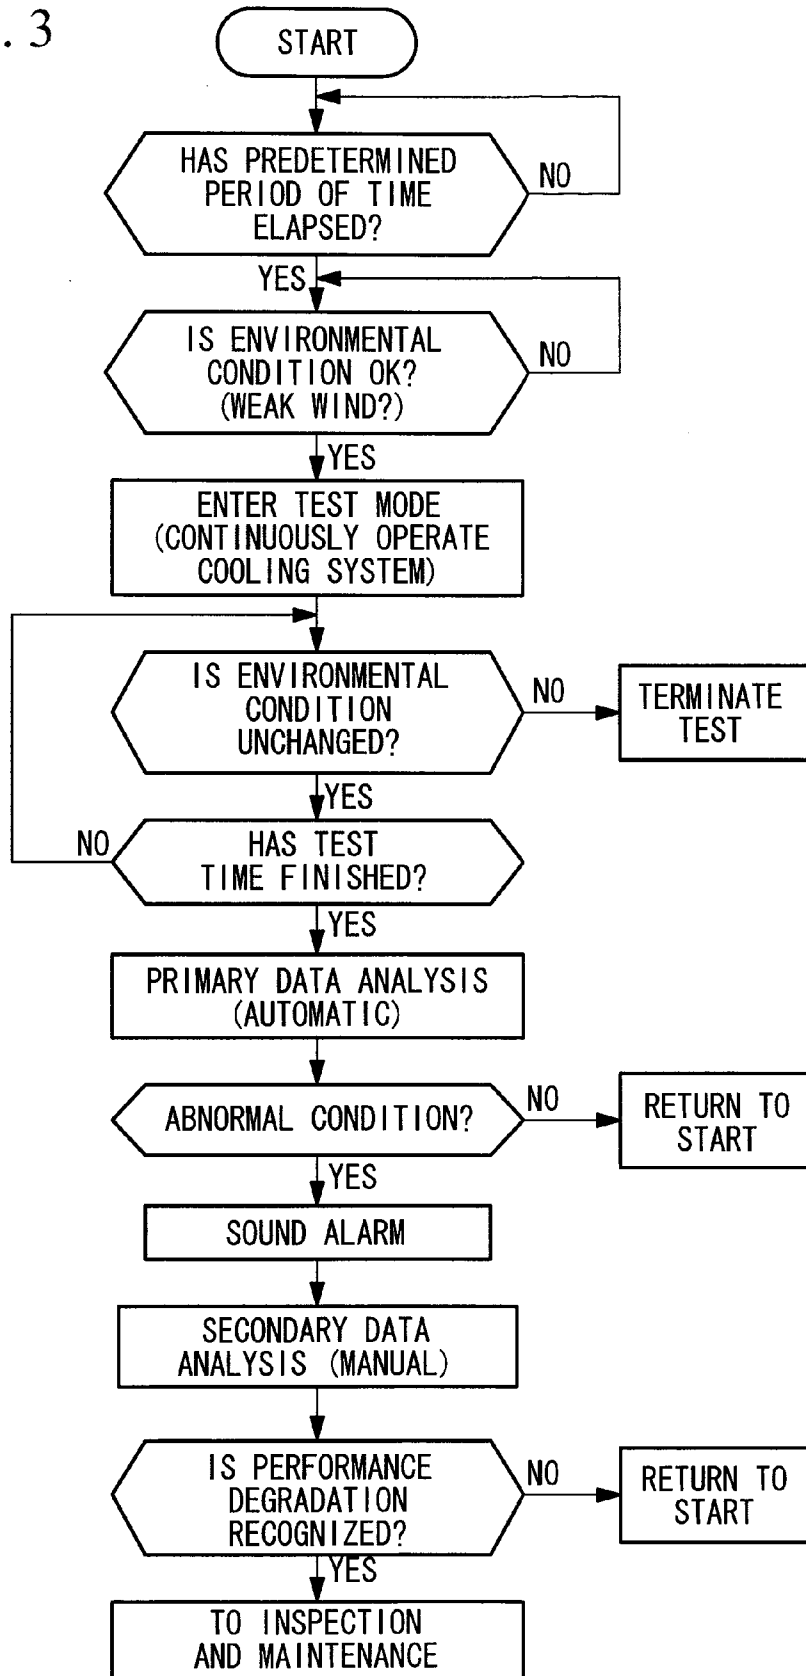 . 3
START
HAS PREDETERMINED
PERIOD OF TIME
ELAPSED?
NO
YES
IS ENVIRONMENTAL
CONDITION OK?
(WEAK WIND?)
NO
YES
ENTER TEST MODE
(CONTINUOUSLY OPERATE
COOLING SYSTEM)
IS ENVIRONMENTAL
CONDITION
UNCHANGED?
NO
TERMINATE
TEST
YES
NO
HAS TEST
TIME FINISHED?
YES
PRIMARY DATA ANALYSIS
(AUTOMATIC)
ABNORMAL CONDITION?
NO
RETURN TO
START
YES
SOUND ALARM
SECONDARY DATA
ANALYSIS (MANUAL)
IS PERFORMANCE
DEGRADATION
RECOGNIZED?
NO
RETURN TO
START
YES
TO INSPECTION
AND MAINTENANCE